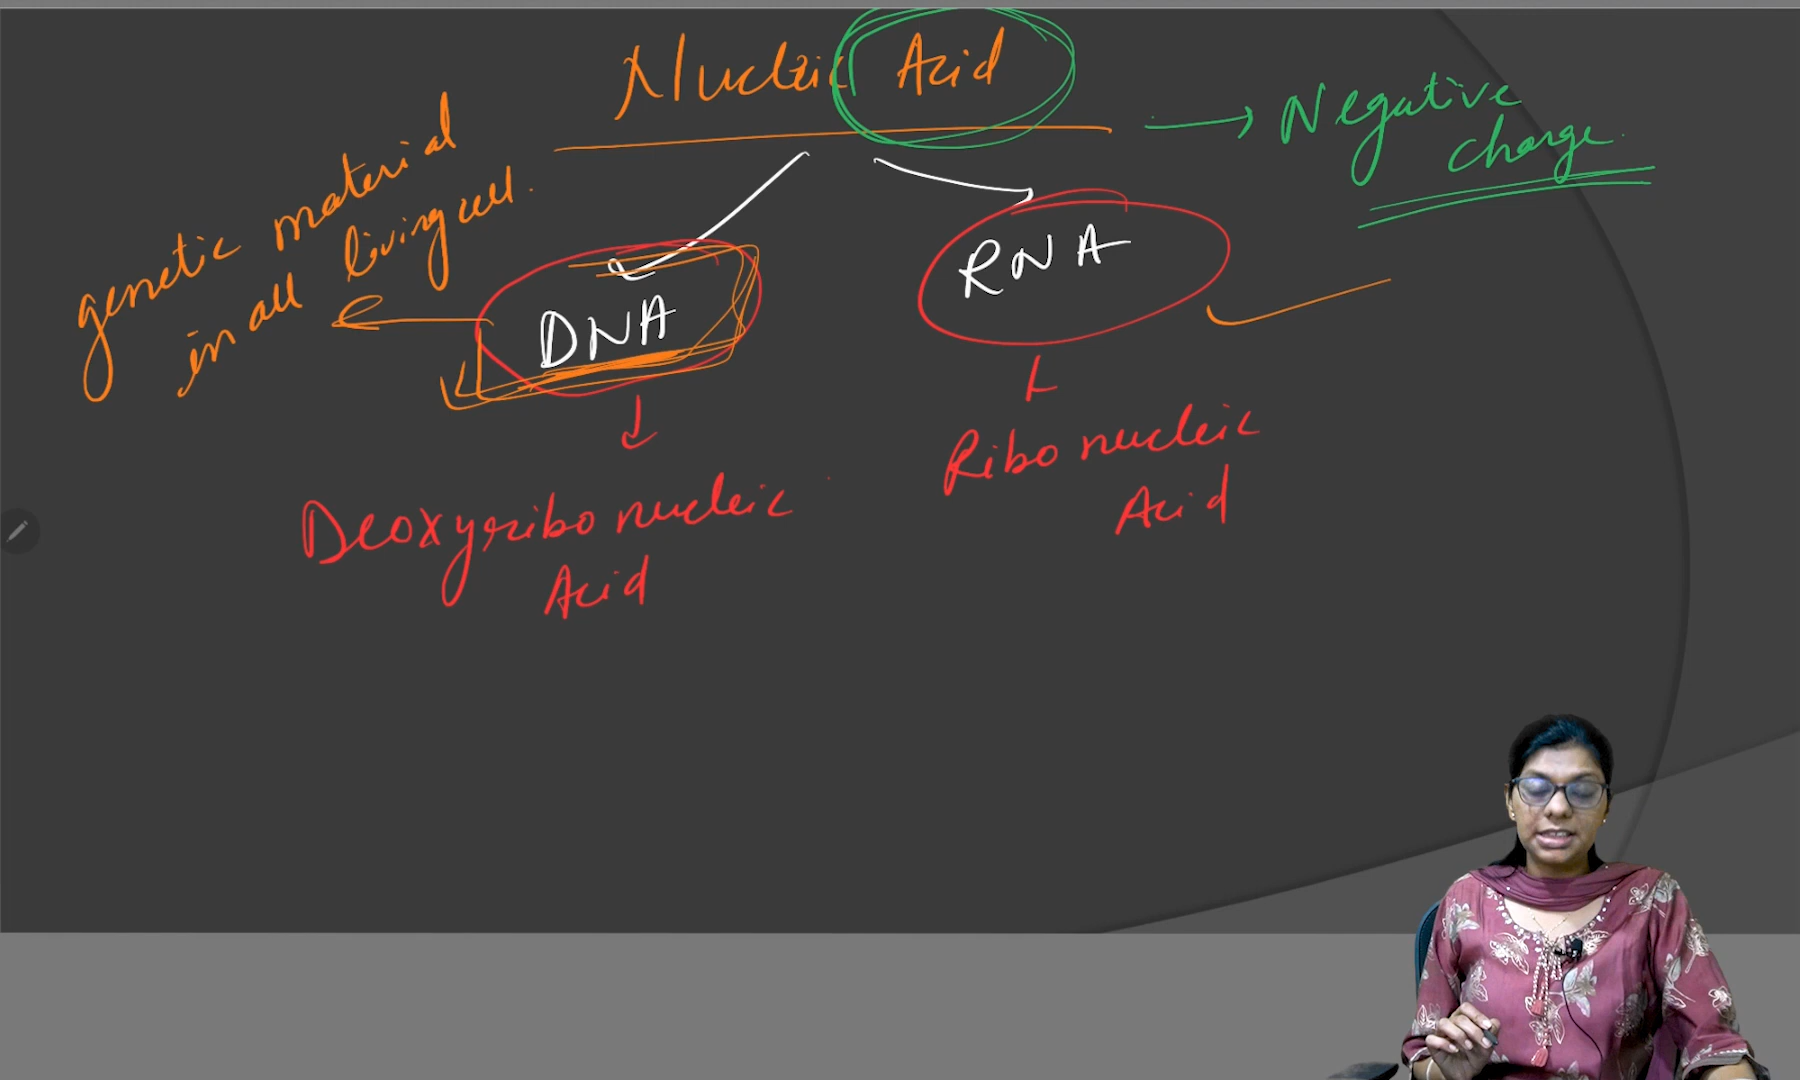 Nucleic Acid
Negative
charge
genetic material
in all living cell.
DNA
RNA
Deoxyribo nucleic
Acid
Ribo nucleic
Acid